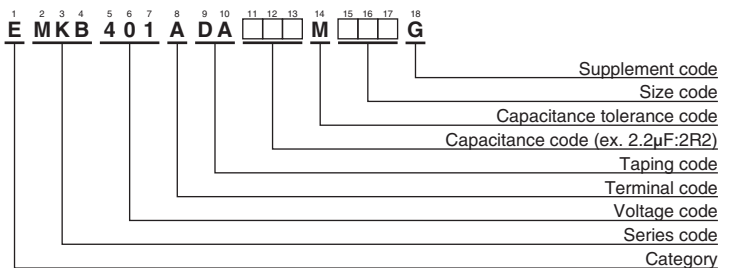 1 2 3 4 5 6 7 8 9 10 11 12 13 14 15 16 17 18
E MKB 401 A DA □□□ M □□□ G
Supplement code
Size code
Capacitance tolerance code
Capacitance code (ex. 2.2µF:2R2)
Taping code
Terminal code
Voltage code
Series code
Category